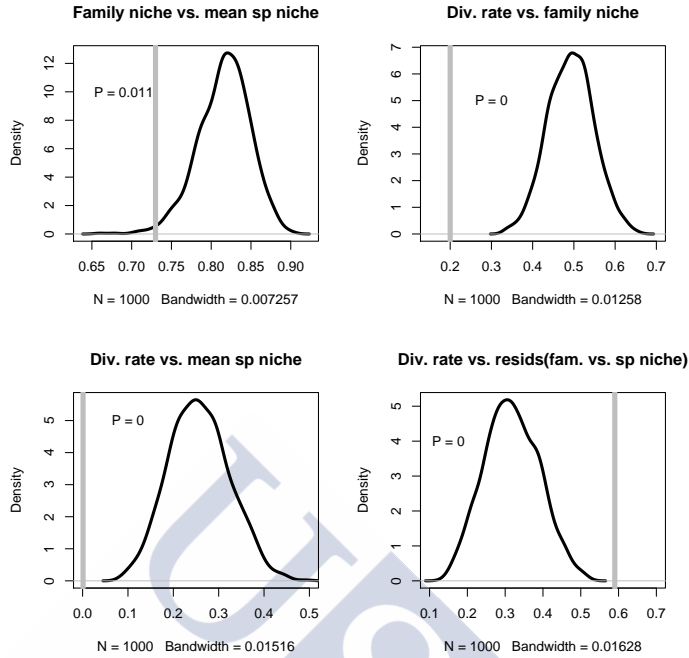 Family niche vs. mean sp niche
Density
0 2 4 6 8 10 12
P = 0.011
0.65 0.70 0.75 0.80 0.85 0.90
N = 1000 Bandwidth = 0.007257
Div. rate vs. family niche
Density
0 1 2 3 4 5 6 7
P = 0
0.2 0.3 0.4 0.5 0.6 0.7
N = 1000 Bandwidth = 0.01258
Div. rate vs. mean sp niche
Density
0 1 2 3 4 5
P = 0
0.0 0.1 0.2 0.3 0.4 0.5
N = 1000 Bandwidth = 0.01516
Div. rate vs. resids(fam. vs. sp niche)
Density
0 1 2 3 4 5
P = 0
0.1 0.2 0.3 0.4 0.5 0.6 0.7
N = 1000 Bandwidth = 0.01628